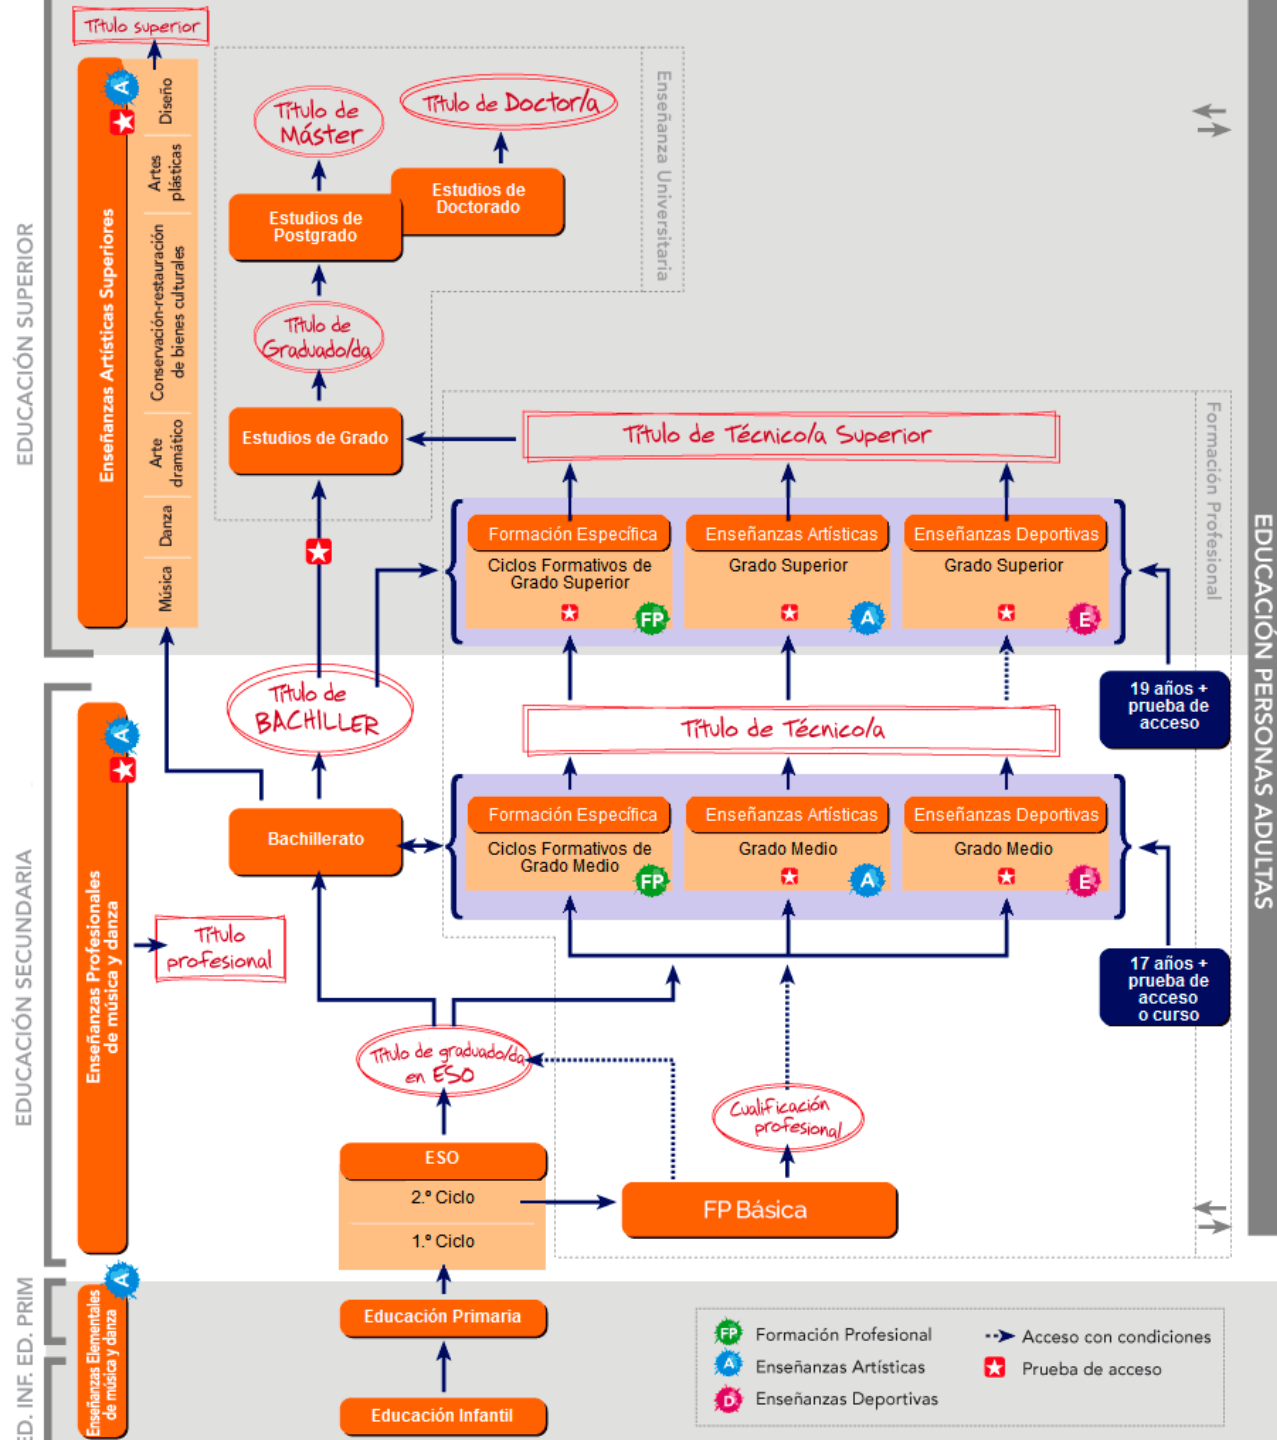 Título superior
EDUCACIÓN SUPERIOR
Enseñanzas Artísticas Superiores
A
Diseño
Artes
plásticas
Conservación-restauración
de bienes culturales
Arte
dramático
Danza
Música
Enseñanza Universitaria
Título de
Máster
Título de Doctor/a
Estudios de
Doctorado
Estudios de
Postgrado
Título de
Graduado/da
Estudios de Grado
Formación Profesional
Título de Técnico/a Superior
Formación Específica
Ciclos Formativos de
Grado Superior
FP
Enseñanzas Artísticas
Grado Superior
A
Enseñanzas Deportivas
Grado Superior
E
19 años +
prueba de
acceso
EDUCACIÓN PERSONAS ADULTAS
EDUCACIÓN SECUNDARIA
Enseñanzas Profesionales
de música y danza
A
Título
profesional
Título de
BACHILLER
Bachillerato
Título de Técnico/a
Formación Específica
Ciclos Formativos de
Grado Medio
FP
Enseñanzas Artísticas
Grado Medio
A
Enseñanzas Deportivas
Grado Medio
E
17 años +
prueba de
acceso
o curso
Título de graduado/da
en ESO
Cualificación
profesional
ESO
2.º Ciclo
1.º Ciclo
FP Básica
ED. INF. ED. PRIM
Enseñanzas Elementales
de música y danza
A
Educación Primaria
Educación Infantil
FP Formación Profesional
A Enseñanzas Artísticas
D Enseñanzas Deportivas
Acceso con condiciones
Prueba de acceso